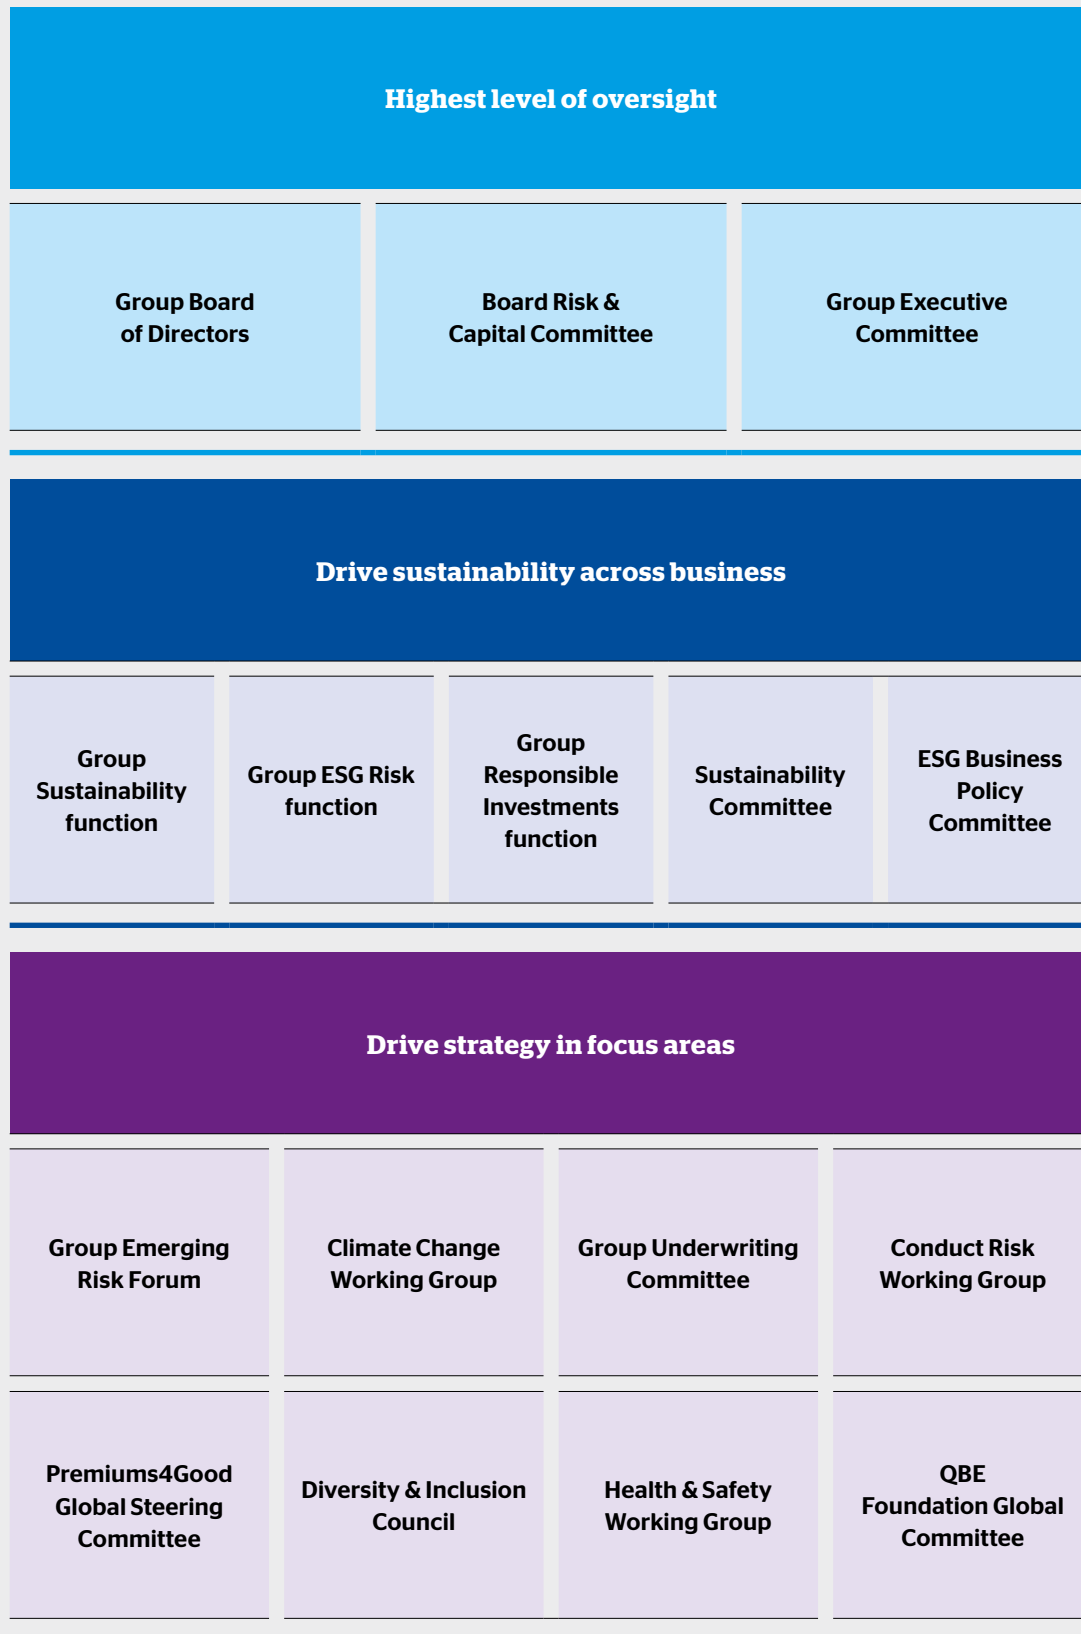 Highest level of oversight
Group Board
of Directors
Board Risk &
Capital Committee
Group Executive
Committee
Drive sustainability across business
Group
Sustainability
function
Group ESG Risk
function
Group
Responsible
Investments
function
Sustainability
Committee
ESG Business
Policy
Committee
Drive strategy in focus areas
Group Emerging
Risk Forum
Climate Change
Working Group
Group Underwriting
Committee
Conduct Risk
Working Group
Premiums4Good
Global Steering
Committee
Diversity & Inclusion
Council
Health & Safety
Working Group
QBE
Foundation Global
Committee